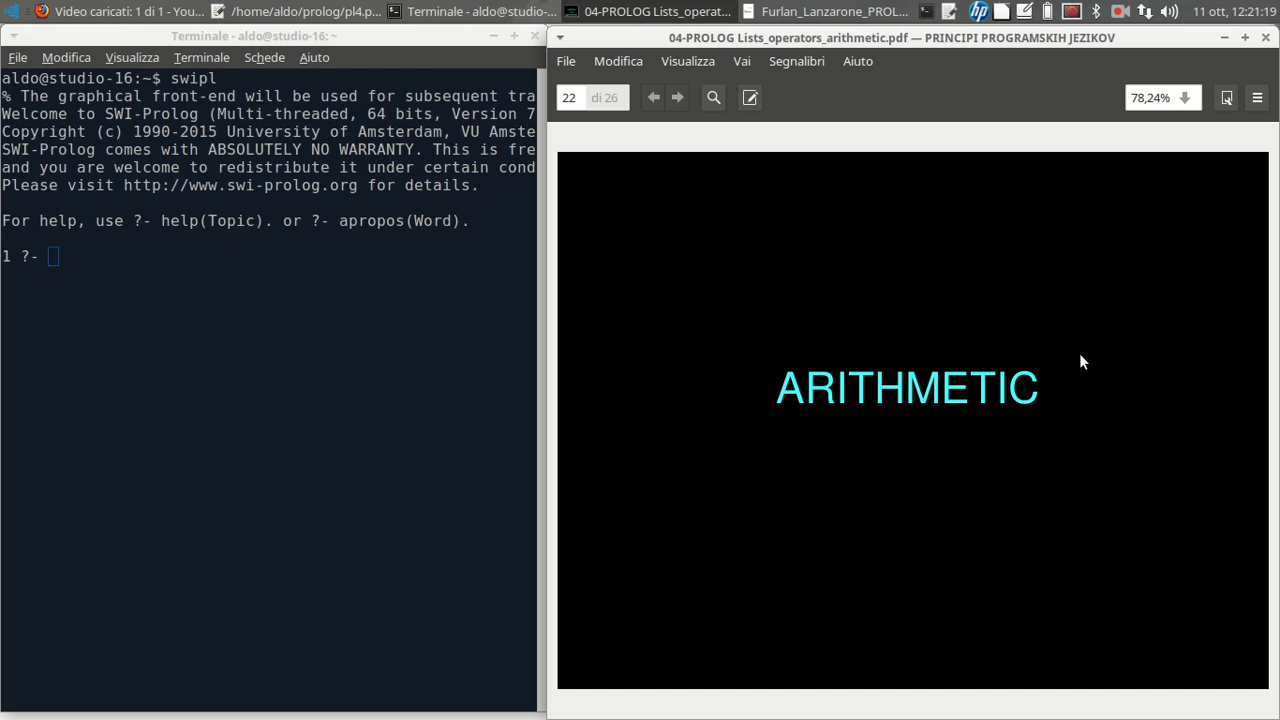 Video caricati: 1 di 1 - You...
/home/aldo/prolog/pl4.p...
Terminale - aldo@studio-...
04-PROLOG Lists_operat...
Furlan_Lanzarone_PROL...
hp
11 ott, 12:21:19
Terminale - aldo@studio-16: ~
File Modifica Visualizza Terminale Schede Aiuto
aldo@studio-16:~$ swipl
% The graphical front-end will be used for subsequent tra
Welcome to SWI-Prolog (Multi-threaded, 64 bits, Version 7
Copyright (c) 1990-2015 University of Amsterdam, VU Amste
SWI-Prolog comes with ABSOLUTELY NO WARRANTY. This is fre
and you are welcome to redistribute it under certain cond
Please visit http://www.swi-prolog.org for details.
For help, use ?- help(Topic). or ?- apropos(Word).
1 ?-
04-PROLOG Lists_operators_arithmetic.pdf — PRINCIPI PROGRAMSKIH JEZIKOV
File Modifica Visualizza Vai Segnalibri Aiuto
22 di 26
78,24%
ARITHMETIC